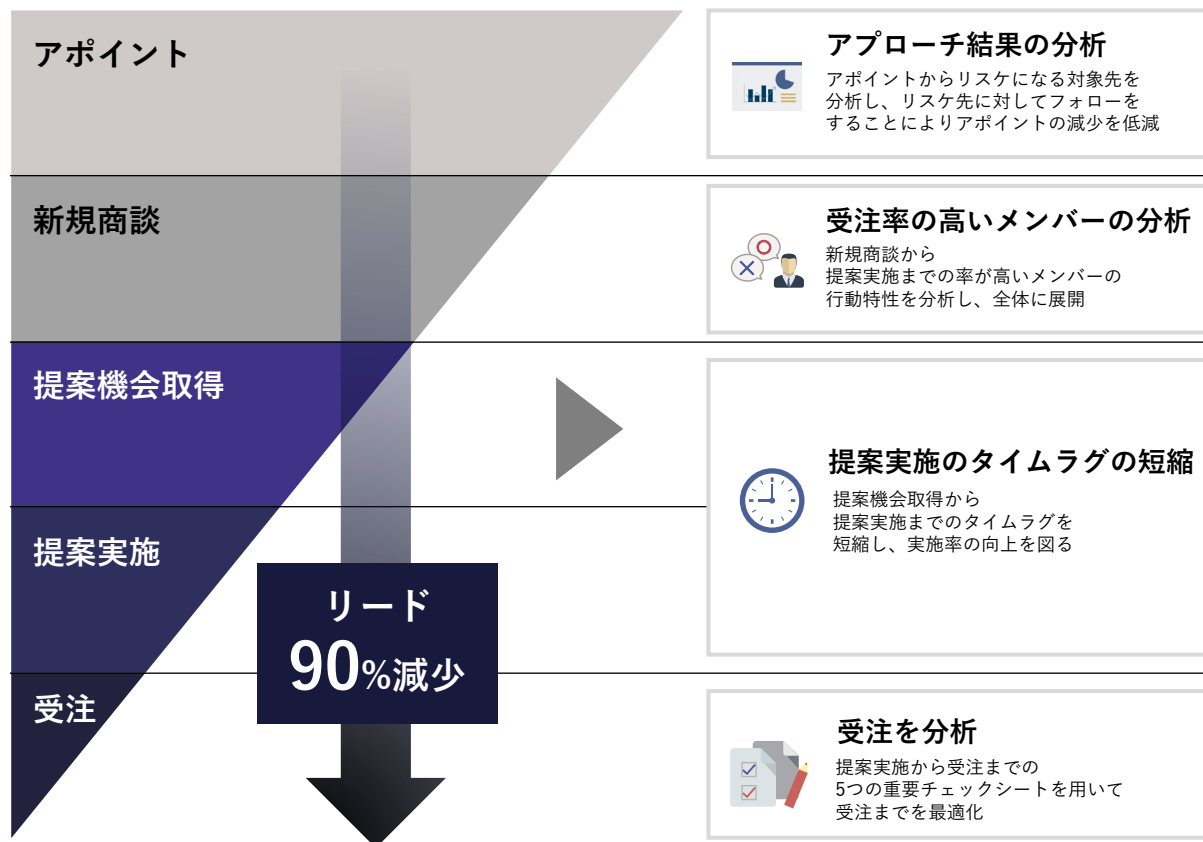 アポイント
アプローチ結果の分析
アポイントからリスケになる対象先を
分析し、リスケ先に対してフォローを
することによりアポイントの減少を低減
新規商談
受注率の高いメンバーの分析
新規商談から
提案実施までの率が高いメンバーの
行動特性を分析し、全体に展開
提案機会取得
提案実施のタイムラグの短縮
提案機会取得から
提案実施までのタイムラグを
短縮し、実施率の向上を図る
提案実施
リード
90%減少
受注
受注を分析
提案実施から受注までの
5つの重要チェックシートを用いて
受注までを最適化